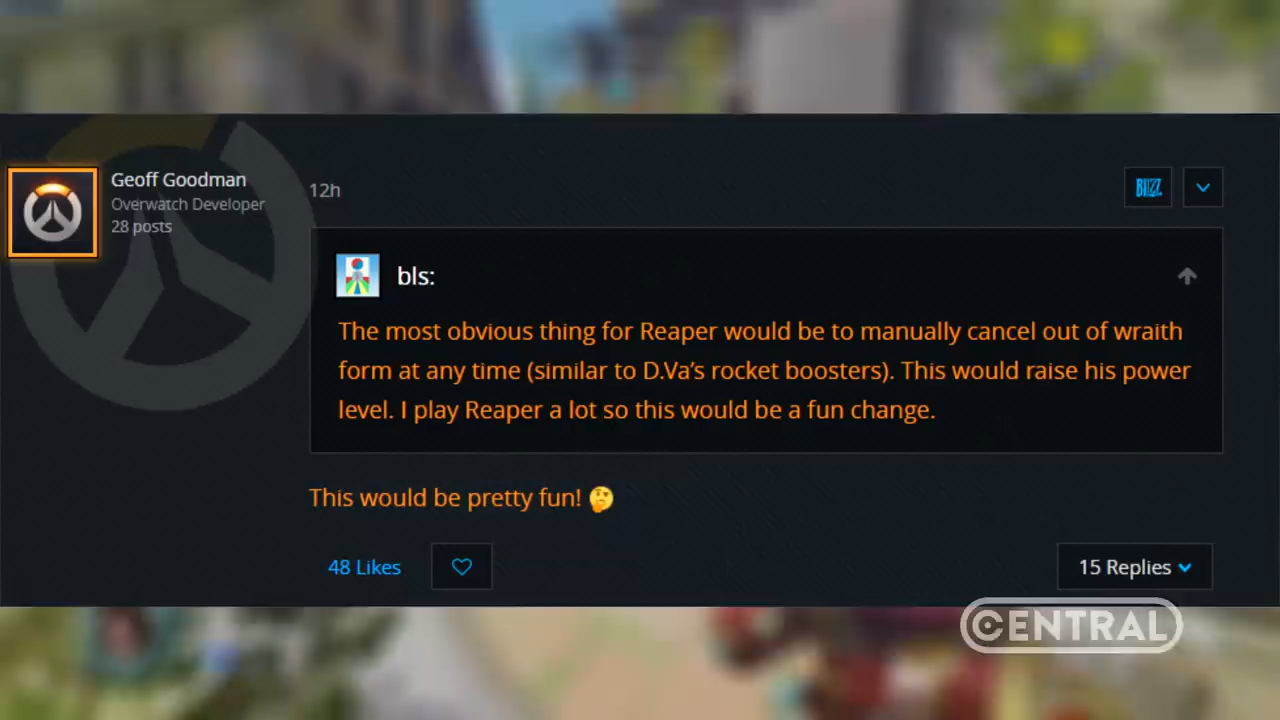 Geoff Goodman
Overwatch Developer
28 posts
12h
BLIZZ
bls:
The most obvious thing for Reaper would be to manually cancel out of wraith
form at any time (similar to D.Va’s rocket boosters). This would raise his power
level. I play Reaper a lot so this would be a fun change.
This would be pretty fun! 🤔
48 Likes
15 Replies
CENTRAL